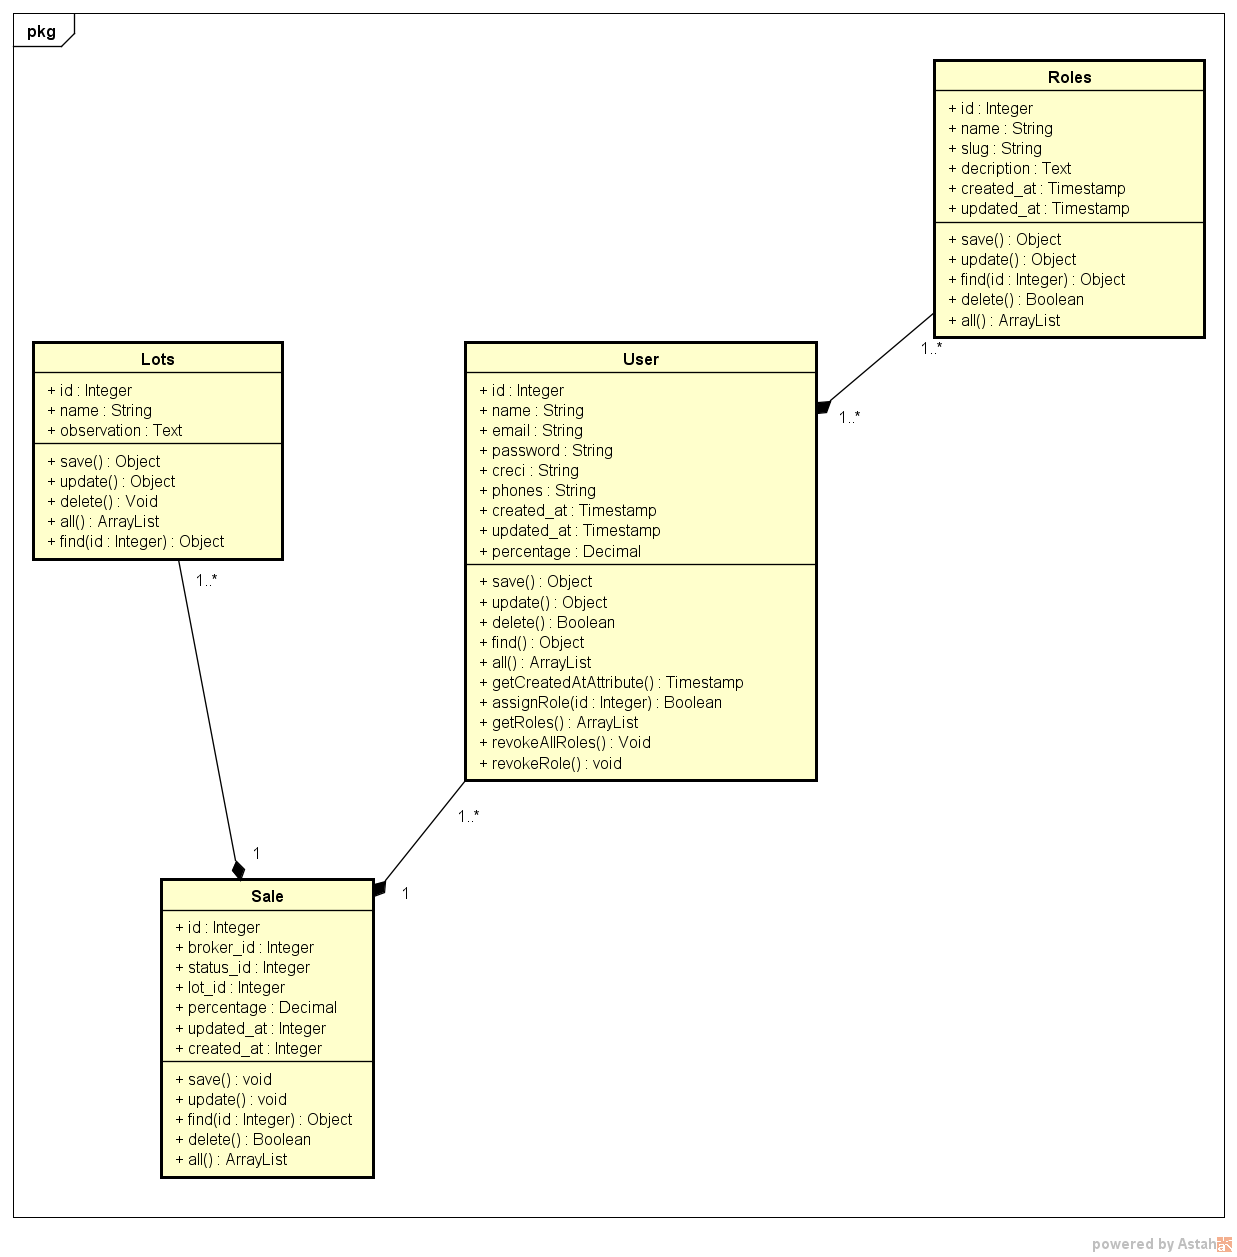 pkg
Roles
+ id : Integer
+ name : String
+ slug : String
+ decription : Text
+ created_at : Timestamp
+ updated_at : Timestamp
+ save() : Object
+ update() : Object
+ find(id : Integer) : Object
+ delete() : Boolean
+ all() : ArrayList
1..*
1..*
Lots
+ id : Integer
+ name : String
+ observation : Text
+ save() : Object
+ update() : Object
+ delete() : Void
+ all() : ArrayList
+ find(id : Integer) : Object
1..*
1
User
+ id : Integer
+ name : String
+ email : String
+ password : String
+ creci : String
+ phones : String
+ created_at : Timestamp
+ updated_at : Timestamp
+ percentage : Decimal
+ save() : Object
+ update() : Object
+ delete() : Boolean
+ find() : Object
+ all() : ArrayList
+ getCreatedAtAttribute() : Timestamp
+ assignRole(id : Integer) : Boolean
+ getRoles() : ArrayList
+ revokeAllRoles() : Void
+ revokeRole() : void
1..*
1
Sale
+ id : Integer
+ broker_id : Integer
+ status_id : Integer
+ lot_id : Integer
+ percentage : Decimal
+ updated_at : Integer
+ created_at : Integer
+ save() : void
+ update() : void
+ find(id : Integer) : Object
+ delete() : Boolean
+ all() : ArrayList
powered by Astah